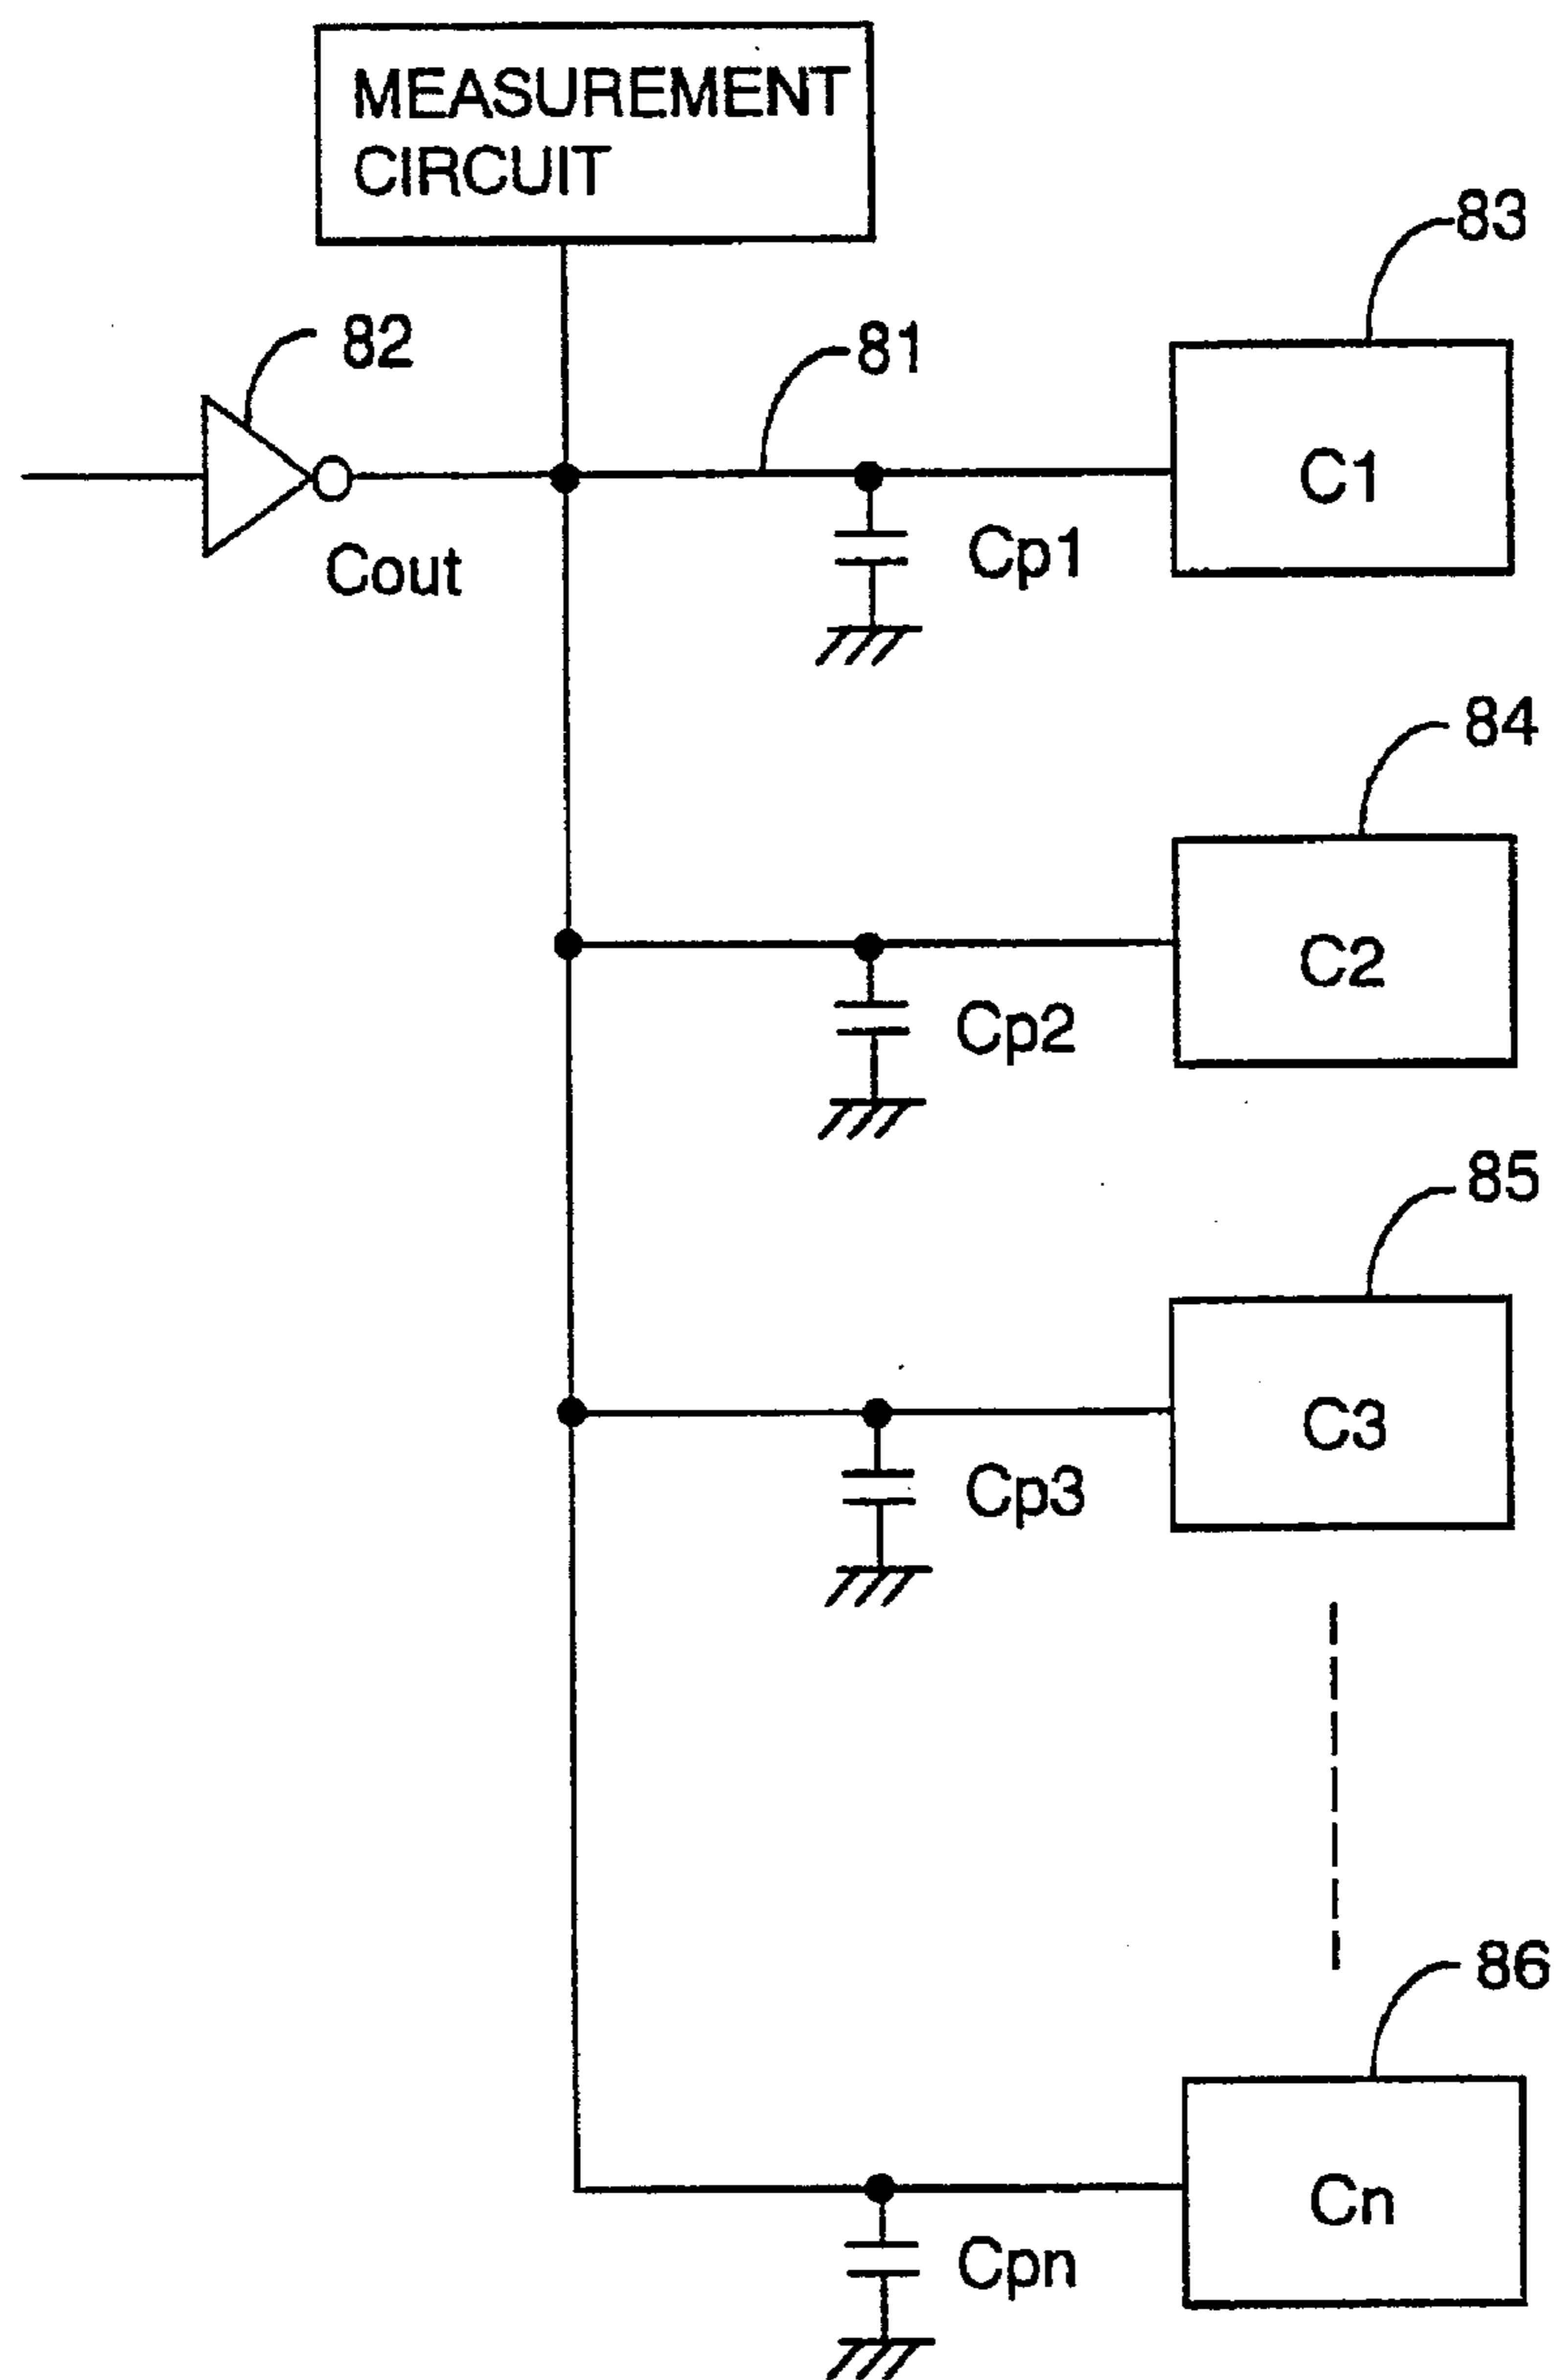 MEASUREMENT
CIRCUIT
83
82
81
C1
Cp1
Cout
84
C2
Cp2
85
C3
Cp3
86
Cn
Cpn